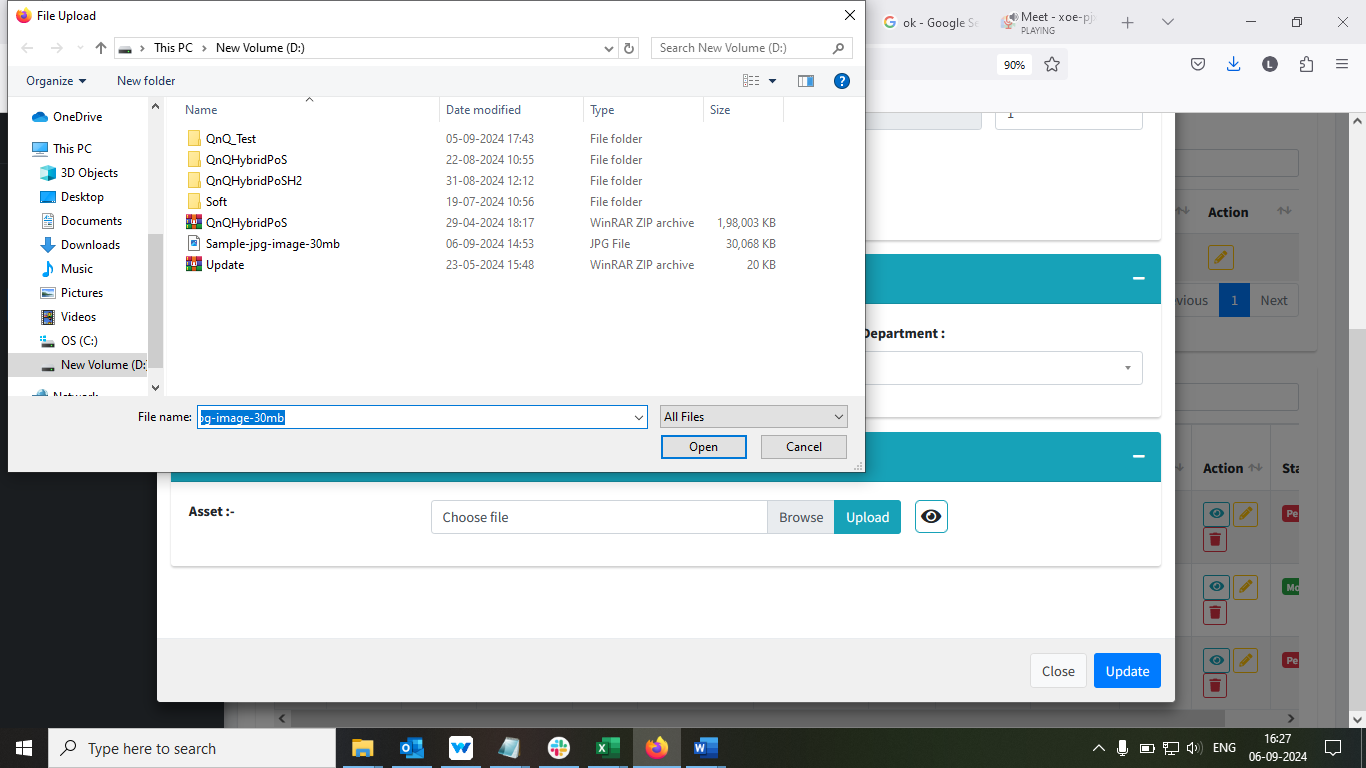 File Upload
ok - Google Se
Meet - xoe-pj
PLAYING
This PC
New Volume (D:)
Search New Volume (D:)
90%
L
Organize
New folder
Name
Date modified
Type
Size
OneDrive
This PC
3D Objects
Desktop
Documents
Downloads
Music
Pictures
Videos
OS (C:)
New Volume (D:
Network
QnQ_Test 05-09-2024 17:43 File folder
QnQHybridPoS 22-08-2024 10:55 File folder
QnQHybridPoSH2 31-08-2024 12:12 File folder
Soft 19-07-2024 10:56 File folder
QnQHybridPoS 29-04-2024 18:17 WinRAR ZIP archive 1,98,003 KB
Sample-jpg-image-30mb 06-09-2024 14:53 JPG File 30,068 KB
Update 23-05-2024 15:48 WinRAR ZIP archive 20 KB
File name: pg-image-30mb
All Files
Open
Cancel
1
Action
evious 1 Next
Department :
Action Sta
Asset :-
Choose file
Browse
Upload
Pe
Mo
Pe
Close
Update
Type here to search
ENG
16:27
06-09-2024